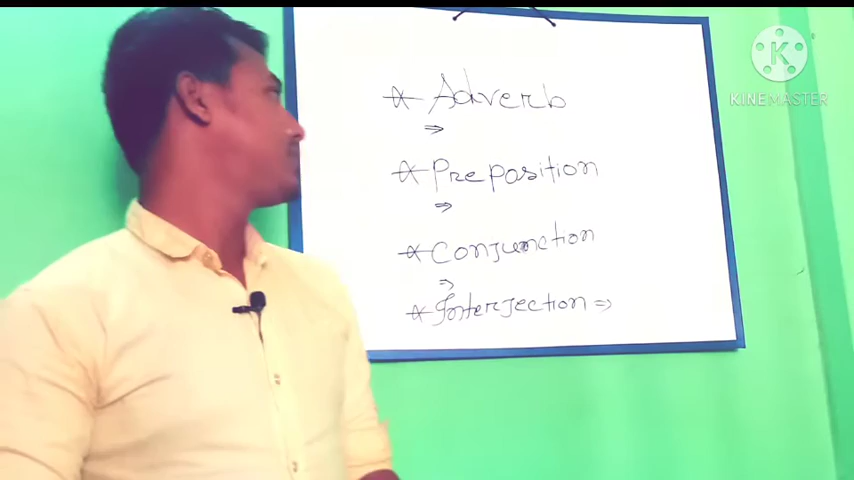 * Adverb
⇒
* Preposition
⇒
* Conjunction
⇒
* Interjection ⇒
K
KINEMASTER